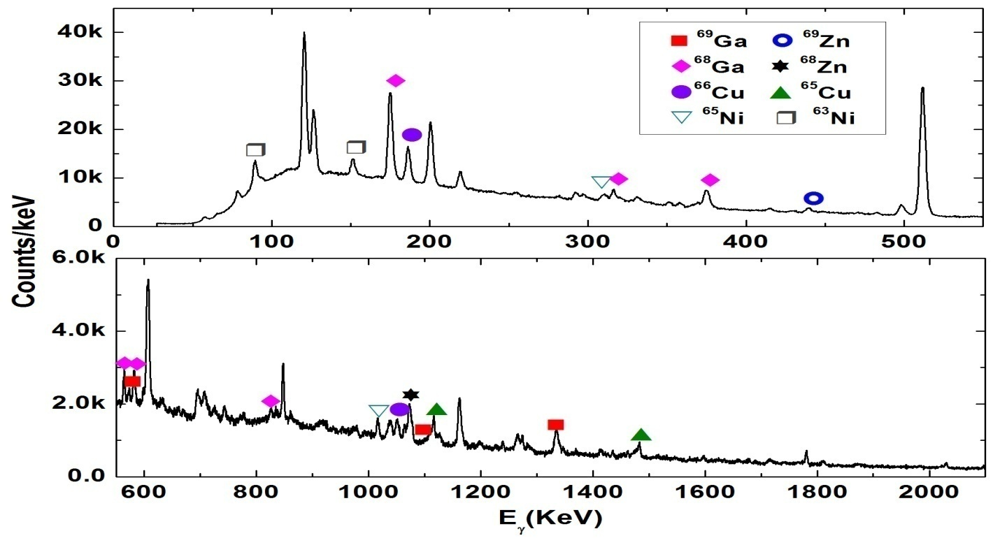 40k
30k
20k
10k
0
⁶⁹Ga ⁶⁹Zn
⁶⁸Ga ⁶⁸Zn
⁶⁶Cu ⁶⁵Cu
⁶⁵Ni ⁶³Ni
0 100 200 300 400 500
Counts/keV
6.0k
4.0k
2.0k
0.0
600 800 1000 1200 1400 1600 1800 2000
Eγ(KeV)